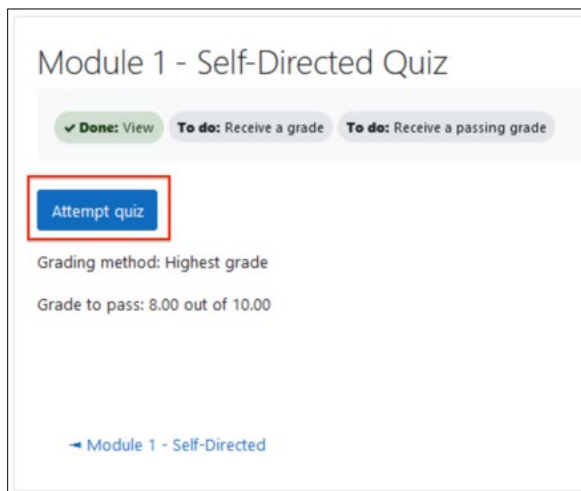 Module 1 - Self-Directed Quiz
✔ Done: View To do: Receive a grade To do: Receive a passing grade
Attempt quiz
Grading method: Highest grade
Grade to pass: 8.00 out of 10.00
◄ Module 1 - Self-Directed